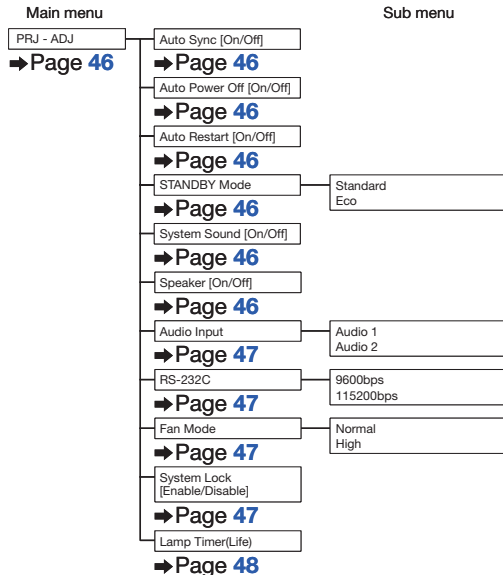 Main menu
Sub menu
PRJ - ADJ
➡Page 46
Auto Sync [On/Off]
➡Page 46
Auto Power Off [On/Off]
➡Page 46
Auto Restart [On/Off]
➡Page 46
STANDBY Mode
➡Page 46
Standard
Eco
System Sound [On/Off]
➡Page 46
Speaker [On/Off]
➡Page 46
Audio Input
➡Page 47
Audio 1
Audio 2
RS-232C
➡Page 47
9600bps
115200bps
Fan Mode
➡Page 47
Normal
High
System Lock
[Enable/Disable]
➡Page 47
Lamp Timer(Life)
➡Page 48